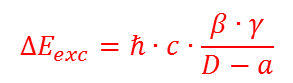 ΔE_exc = ħ · c · (β · γ)/(D − a)